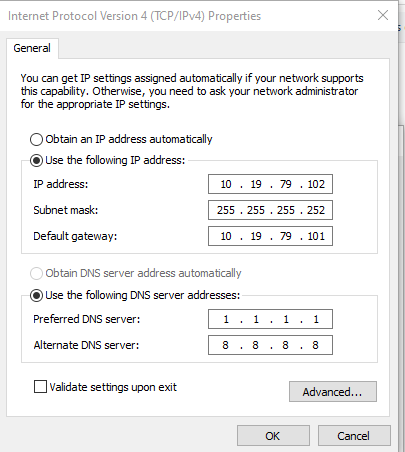 Internet Protocol Version 4 (TCP/IPv4) Properties
General
You can get IP settings assigned automatically if your network supports
this capability. Otherwise, you need to ask your network administrator
for the appropriate IP settings.
Obtain an IP address automatically
Use the following IP address:
IP address: 10 . 19 . 79 . 102
Subnet mask: 255 . 255 . 255 . 252
Default gateway: 10 . 19 . 79 . 101
Obtain DNS server address automatically
Use the following DNS server addresses:
Preferred DNS server: 1 . 1 . 1 . 1
Alternate DNS server: 8 . 8 . 8 . 8
Validate settings upon exit
Advanced...
OK Cancel